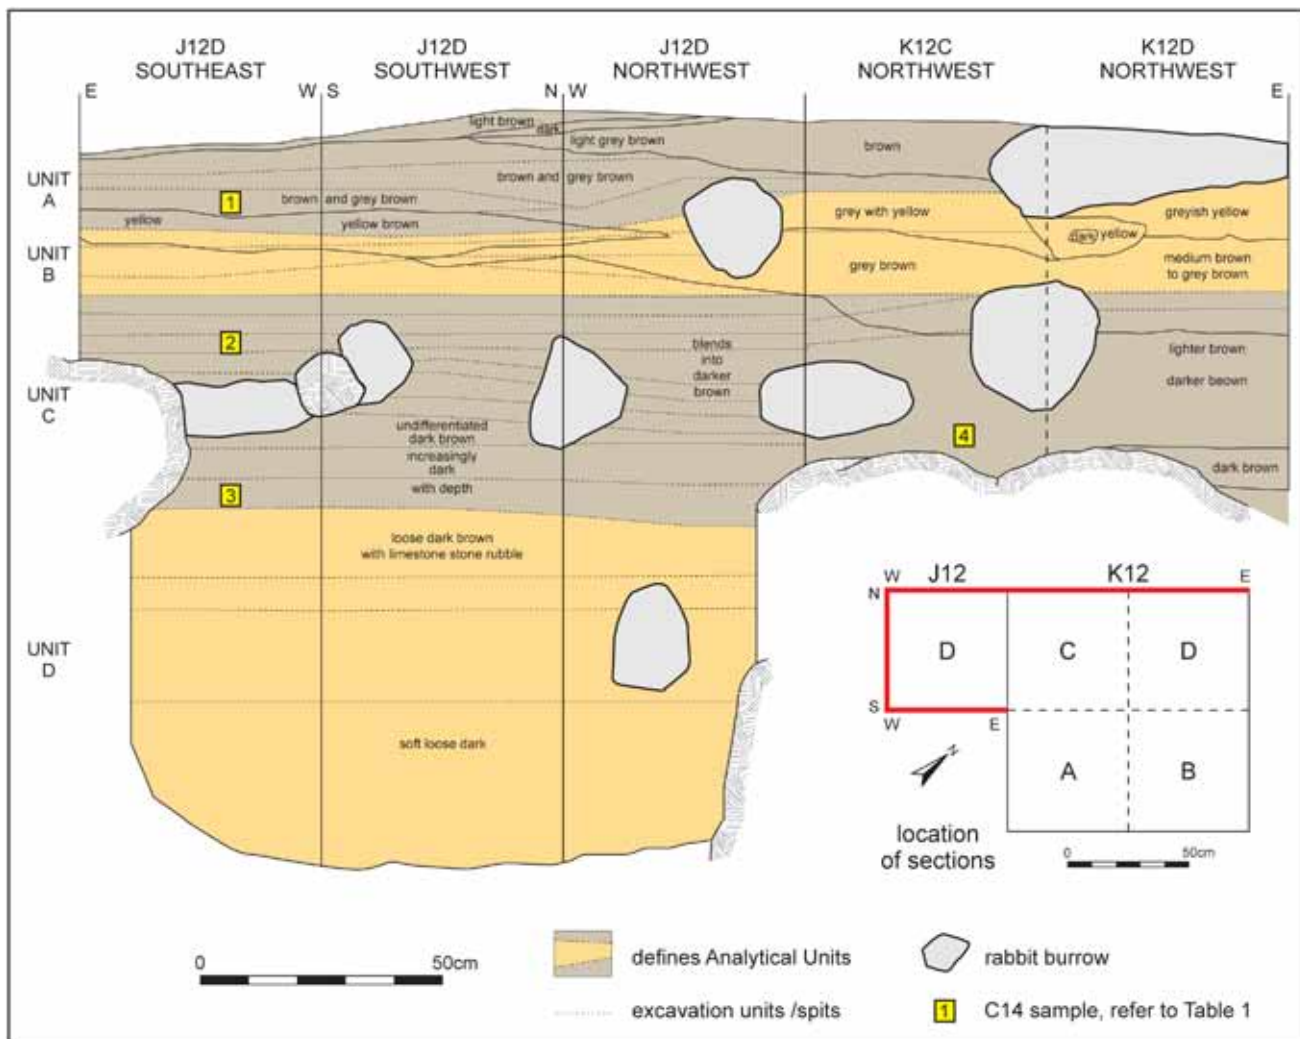 J12D
SOUTHEAST
J12D
SOUTHWEST
J12D
NORTHWEST
K12C
NORTHWEST
K12D
NORTHWEST
E
W S
N W
E
light brown
dark
light grey brown
brown
UNIT
A
brown and grey brown
1
brown and grey brown
yellow
yellow brown
grey with yellow
greyish yellow
dark yellow
UNIT
B
grey brown
medium brown
to grey brown
2
blends
into
darker
brown
lighter brown
darker beown
UNIT
C
undifferentiated
dark brown
increasingly
dark
with depth
4
dark brown
3
loose dark brown
with limestone stone rubble
UNIT
D
soft loose dark
W J12 K12 E
N
D C D
S
W E
N
A B
location
of sections
0 50cm
0 50cm
defines Analytical Units
rabbit burrow
excavation units /spits
1 C14 sample, refer to Table 1